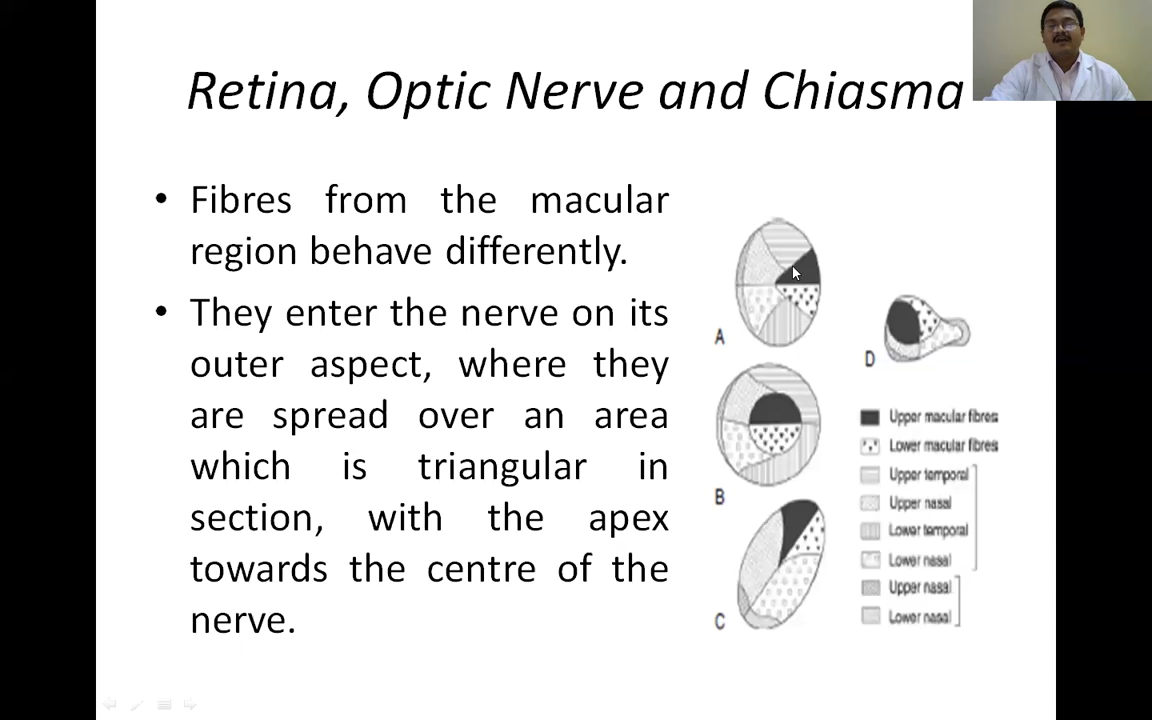 Retina, Optic Nerve and Chiasma
• Fibres from the macular
region behave differently.
• They enter the nerve on its
outer aspect, where they
are spread over an area
which is triangular in
section, with the apex
towards the centre of the
nerve.
A
B
C
D
Upper macular fibres
Lower macular fibres
Upper temporal
Upper nasal
Lower temporal
Lower nasal
Upper nasal
Lower nasal